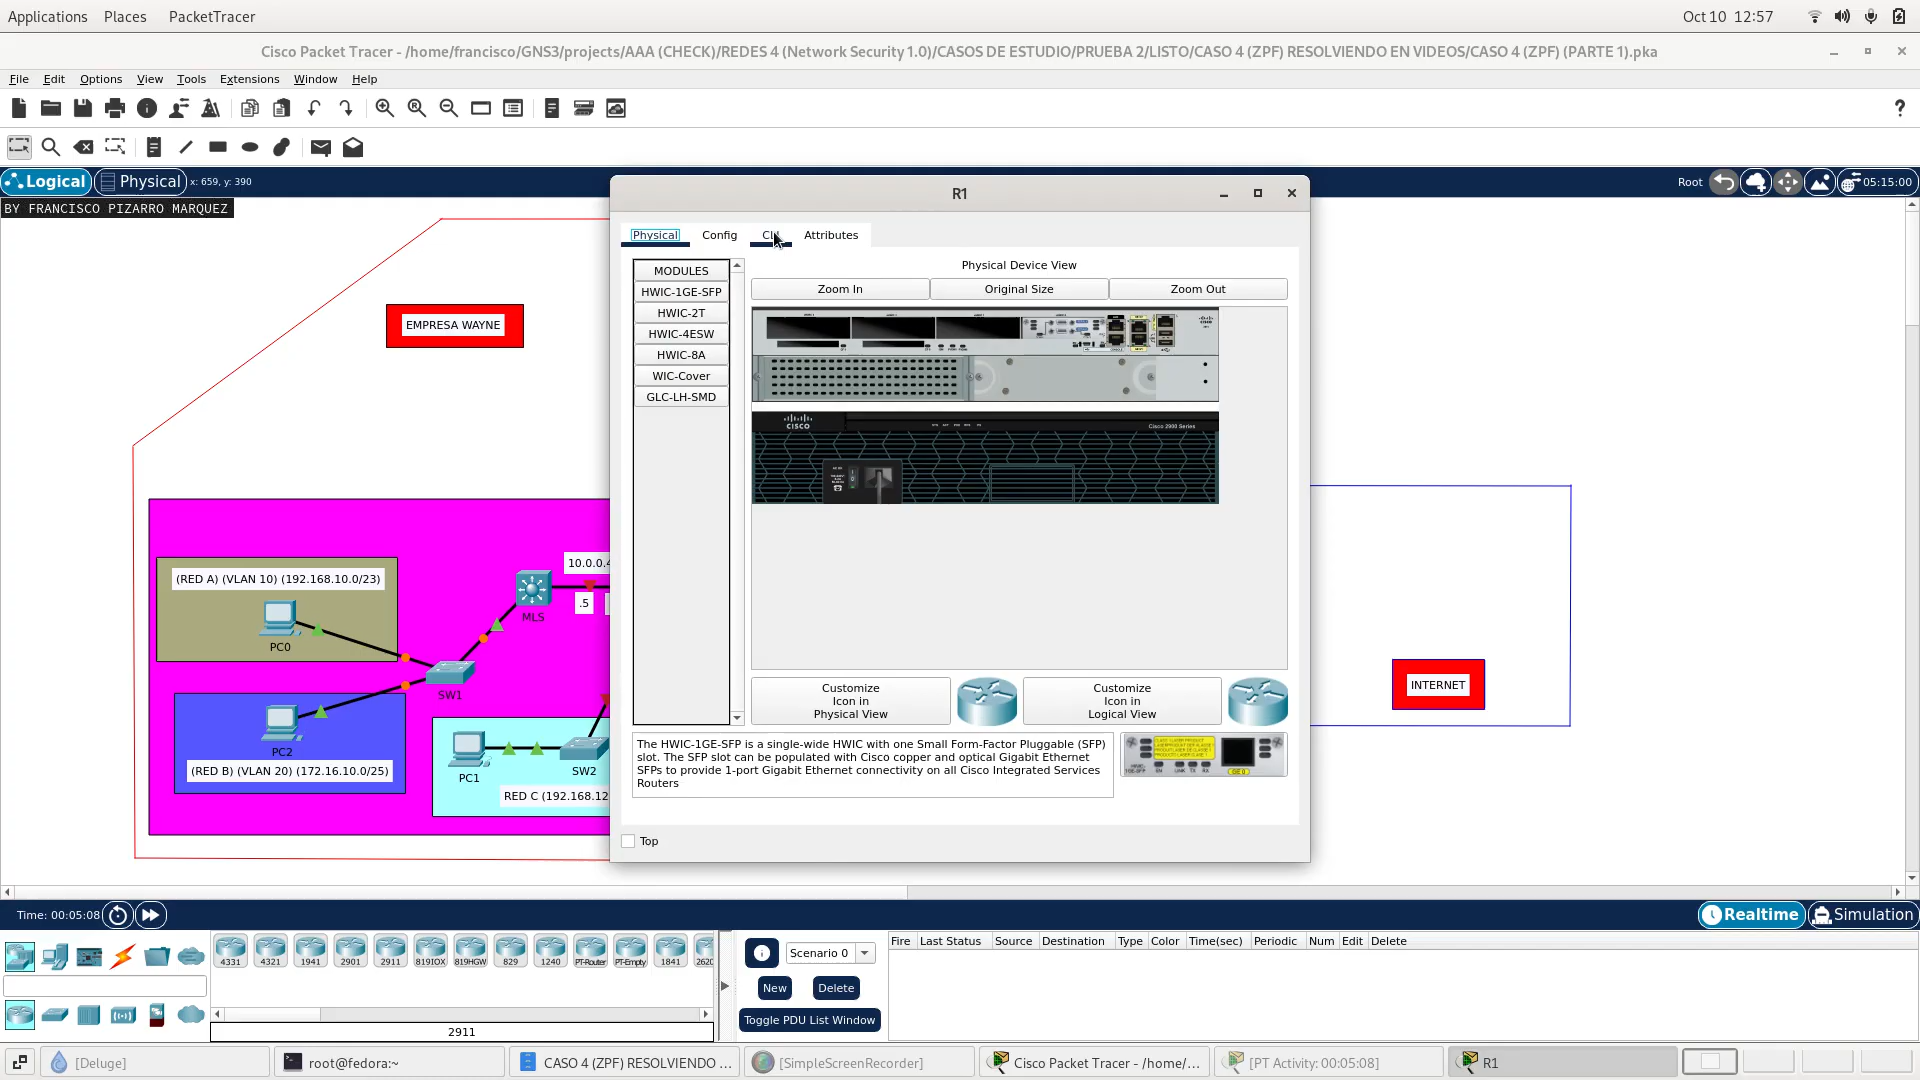 Applications Places PacketTracer Oct 10 12:57
Cisco Packet Tracer - /home/francisco/GNS3/projects/AAA (CHECK)/REDES 4 (Network Security 1.0)/CASOS DE ESTUDIO/PRUEBA 2/LISTO/CASO 4 (ZPF) RESOLVIENDO EN VIDEOS/CASO 4 (ZPF) (PARTE 1).pka
File Edit Options View Tools Extensions Window Help
Logical Physical x: 659, y: 390 Root 05:15:00
BY FRANCISCO PIZARRO MARQUEZ
R1
Physical Config CLI Attributes
MODULES
HWIC-1GE-SFP
HWIC-2T
HWIC-4ESW
HWIC-8A
WIC-Cover
GLC-LH-SMD
Physical Device View
Zoom In Original Size Zoom Out
CISCO Cisco 2900 Series
Customize
Icon in
Physical View
Customize
Icon in
Logical View
The HWIC-1GE-SFP is a single-wide HWIC with one Small Form-Factor Pluggable (SFP)
slot. The SFP slot can be populated with Cisco copper and optical Gigabit Ethernet
SFPs to provide 1-port Gigabit Ethernet connectivity on all Cisco Integrated Services
Routers
Top
EMPRESA WAYNE
(RED A) (VLAN 10) (192.168.10.0/23)
PC0
10.0.0.4
.5
MLS
SW1
PC2
(RED B) (VLAN 20) (172.16.10.0/25)
PC1
SW2
RED C (192.168.12
INTERNET
Time: 00:05:08 Realtime Simulation
4331 4321 1941 2901 2911 819IOX 819HGW 829 1240 PT-Router PT-Empty 1841 2620
2911
Scenario 0
New Delete
Toggle PDU List Window
Fire Last Status Source Destination Type Color Time(sec) Periodic Num Edit Delete
[Deluge] root@fedora:~ CASO 4 (ZPF) RESOLVIENDO ... [SimpleScreenRecorder] Cisco Packet Tracer - /home/... [PT Activity: 00:05:08] R1